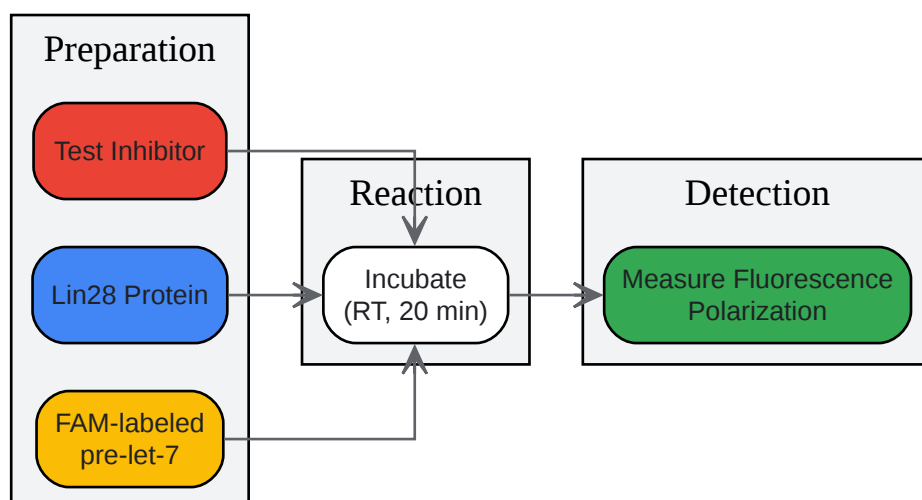 Preparation
Test Inhibitor
Lin28 Protein
FAM-labeled
pre-let-7
Reaction
Incubate
(RT, 20 min)
Detection
Measure Fluorescence
Polarization